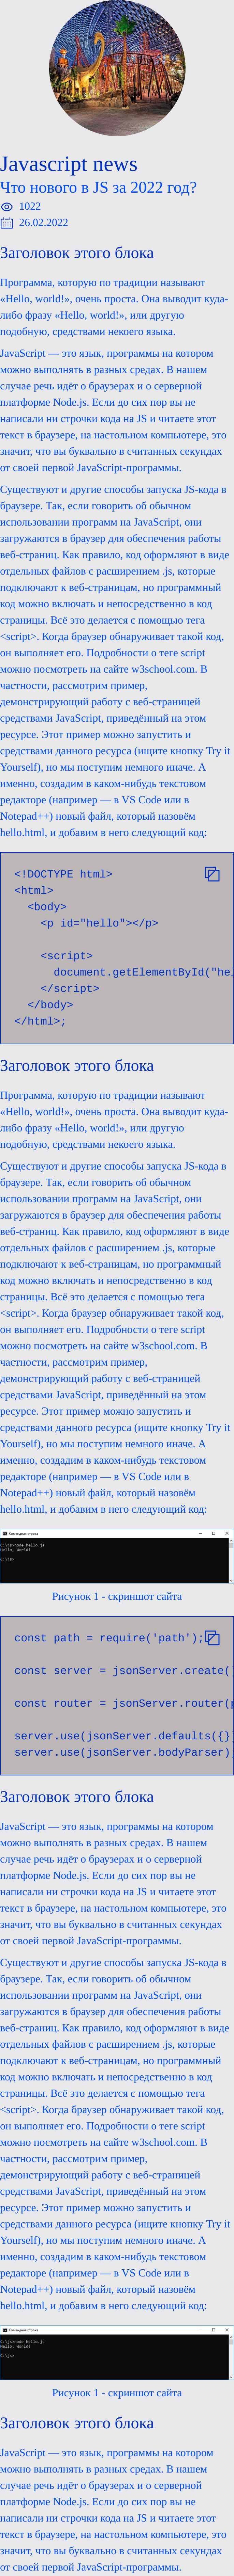 Javascript news
Что нового в JS за 2022 год?
1022
26.02.2022
Заголовок этого блока
Программа, которую по традиции называют
«Hello, world!», очень проста. Она выводит куда-
либо фразу «Hello, world!», или другую
подобную, средствами некоего языка.
JavaScript — это язык, программы на котором
можно выполнять в разных средах. В нашем
случае речь идёт о браузерах и о серверной
платформе Node.js. Если до сих пор вы не
написали ни строчки кода на JS и читаете этот
текст в браузере, на настольном компьютере, это
значит, что вы буквально в считанных секундах
от своей первой JavaScript-программы.
Существуют и другие способы запуска JS-кода в
браузере. Так, если говорить об обычном
использовании программ на JavaScript, они
загружаются в браузер для обеспечения работы
веб-страниц. Как правило, код оформляют в виде
отдельных файлов с расширением .js, которые
подключают к веб-страницам, но программный
код можно включать и непосредственно в код
страницы. Всё это делается с помощью тега
<script>. Когда браузер обнаруживает такой код,
он выполняет его. Подробности о теге script
можно посмотреть на сайте w3school.com. В
частности, рассмотрим пример,
демонстрирующий работу с веб-страницей
средствами JavaScript, приведённый на этом
ресурсе. Этот пример можно запустить и
средствами данного ресурса (ищите кнопку Try it
Yourself), но мы поступим немного иначе. А
именно, создадим в каком-нибудь текстовом
редакторе (например — в VS Code или в
Notepad++) новый файл, который назовём
hello.html, и добавим в него следующий код:
<!DOCTYPE html>
<html>
<body>
<p id="hello"></p>
<script>
document.getElementById("hel
</script>
</body>
</html>;
Заголовок этого блока
Программа, которую по традиции называют
«Hello, world!», очень проста. Она выводит куда-
либо фразу «Hello, world!», или другую
подобную, средствами некоего языка.
Существуют и другие способы запуска JS-кода в
браузере. Так, если говорить об обычном
использовании программ на JavaScript, они
загружаются в браузер для обеспечения работы
веб-страниц. Как правило, код оформляют в виде
отдельных файлов с расширением .js, которые
подключают к веб-страницам, но программный
код можно включать и непосредственно в код
страницы. Всё это делается с помощью тега
<script>. Когда браузер обнаруживает такой код,
он выполняет его. Подробности о теге script
можно посмотреть на сайте w3school.com. В
частности, рассмотрим пример,
демонстрирующий работу с веб-страницей
средствами JavaScript, приведённый на этом
ресурсе. Этот пример можно запустить и
средствами данного ресурса (ищите кнопку Try it
Yourself), но мы поступим немного иначе. А
именно, создадим в каком-нибудь текстовом
редакторе (например — в VS Code или в
Notepad++) новый файл, который назовём
hello.html, и добавим в него следующий код:
Командная строка
C:\js>node hello.js
Hello, World!
C:\js>
Рисунок 1 - скриншот сайта
const path = require('path');
const server = jsonServer.create(
const router = jsonServer.router(p
server.use(jsonServer.defaults({})
server.use(jsonServer.bodyParser)
Заголовок этого блока
JavaScript — это язык, программы на котором
можно выполнять в разных средах. В нашем
случае речь идёт о браузерах и о серверной
платформе Node.js. Если до сих пор вы не
написали ни строчки кода на JS и читаете этот
текст в браузере, на настольном компьютере, это
значит, что вы буквально в считанных секундах
от своей первой JavaScript-программы.
Существуют и другие способы запуска JS-кода в
браузере. Так, если говорить об обычном
использовании программ на JavaScript, они
загружаются в браузер для обеспечения работы
веб-страниц. Как правило, код оформляют в виде
отдельных файлов с расширением .js, которые
подключают к веб-страницам, но программный
код можно включать и непосредственно в код
страницы. Всё это делается с помощью тега
<script>. Когда браузер обнаруживает такой код,
он выполняет его. Подробности о теге script
можно посмотреть на сайте w3school.com. В
частности, рассмотрим пример,
демонстрирующий работу с веб-страницей
средствами JavaScript, приведённый на этом
ресурсе. Этот пример можно запустить и
средствами данного ресурса (ищите кнопку Try it
Yourself), но мы поступим немного иначе. А
именно, создадим в каком-нибудь текстовом
редакторе (например — в VS Code или в
Notepad++) новый файл, который назовём
hello.html, и добавим в него следующий код:
Командная строка
C:\js>node hello.js
Hello, World!
C:\js>
Рисунок 1 - скриншот сайта
Заголовок этого блока
JavaScript — это язык, программы на котором
можно выполнять в разных средах. В нашем
случае речь идёт о браузерах и о серверной
платформе Node.js. Если до сих пор вы не
написали ни строчки кода на JS и читаете этот
текст в браузере, на настольном компьютере, это
значит, что вы буквально в считанных секундах
от своей первой JavaScript-программы.